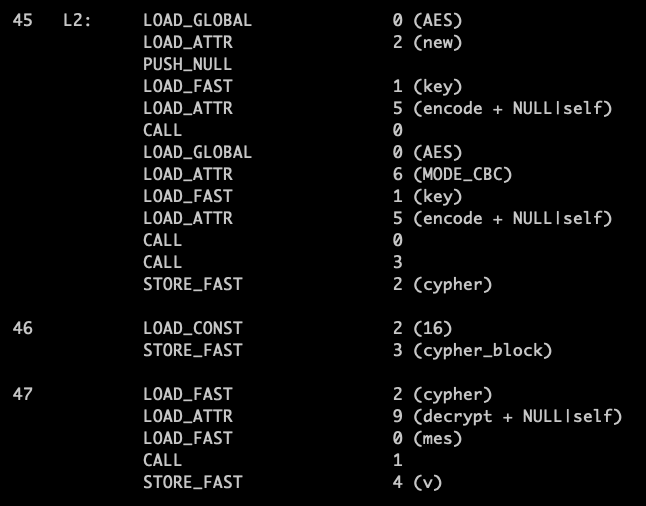 45 L2: LOAD_GLOBAL 0 (AES)
LOAD_ATTR 2 (new)
PUSH_NULL
LOAD_FAST 1 (key)
LOAD_ATTR 5 (encode + NULL|self)
CALL 0
LOAD_GLOBAL 0 (AES)
LOAD_ATTR 6 (MODE_CBC)
LOAD_FAST 1 (key)
LOAD_ATTR 5 (encode + NULL|self)
CALL 0
CALL 3
STORE_FAST 2 (cypher)
46 LOAD_CONST 2 (16)
STORE_FAST 3 (cypher_block)
47 LOAD_FAST 2 (cypher)
LOAD_ATTR 9 (decrypt + NULL|self)
LOAD_FAST 0 (mes)
CALL 1
STORE_FAST 4 (v)